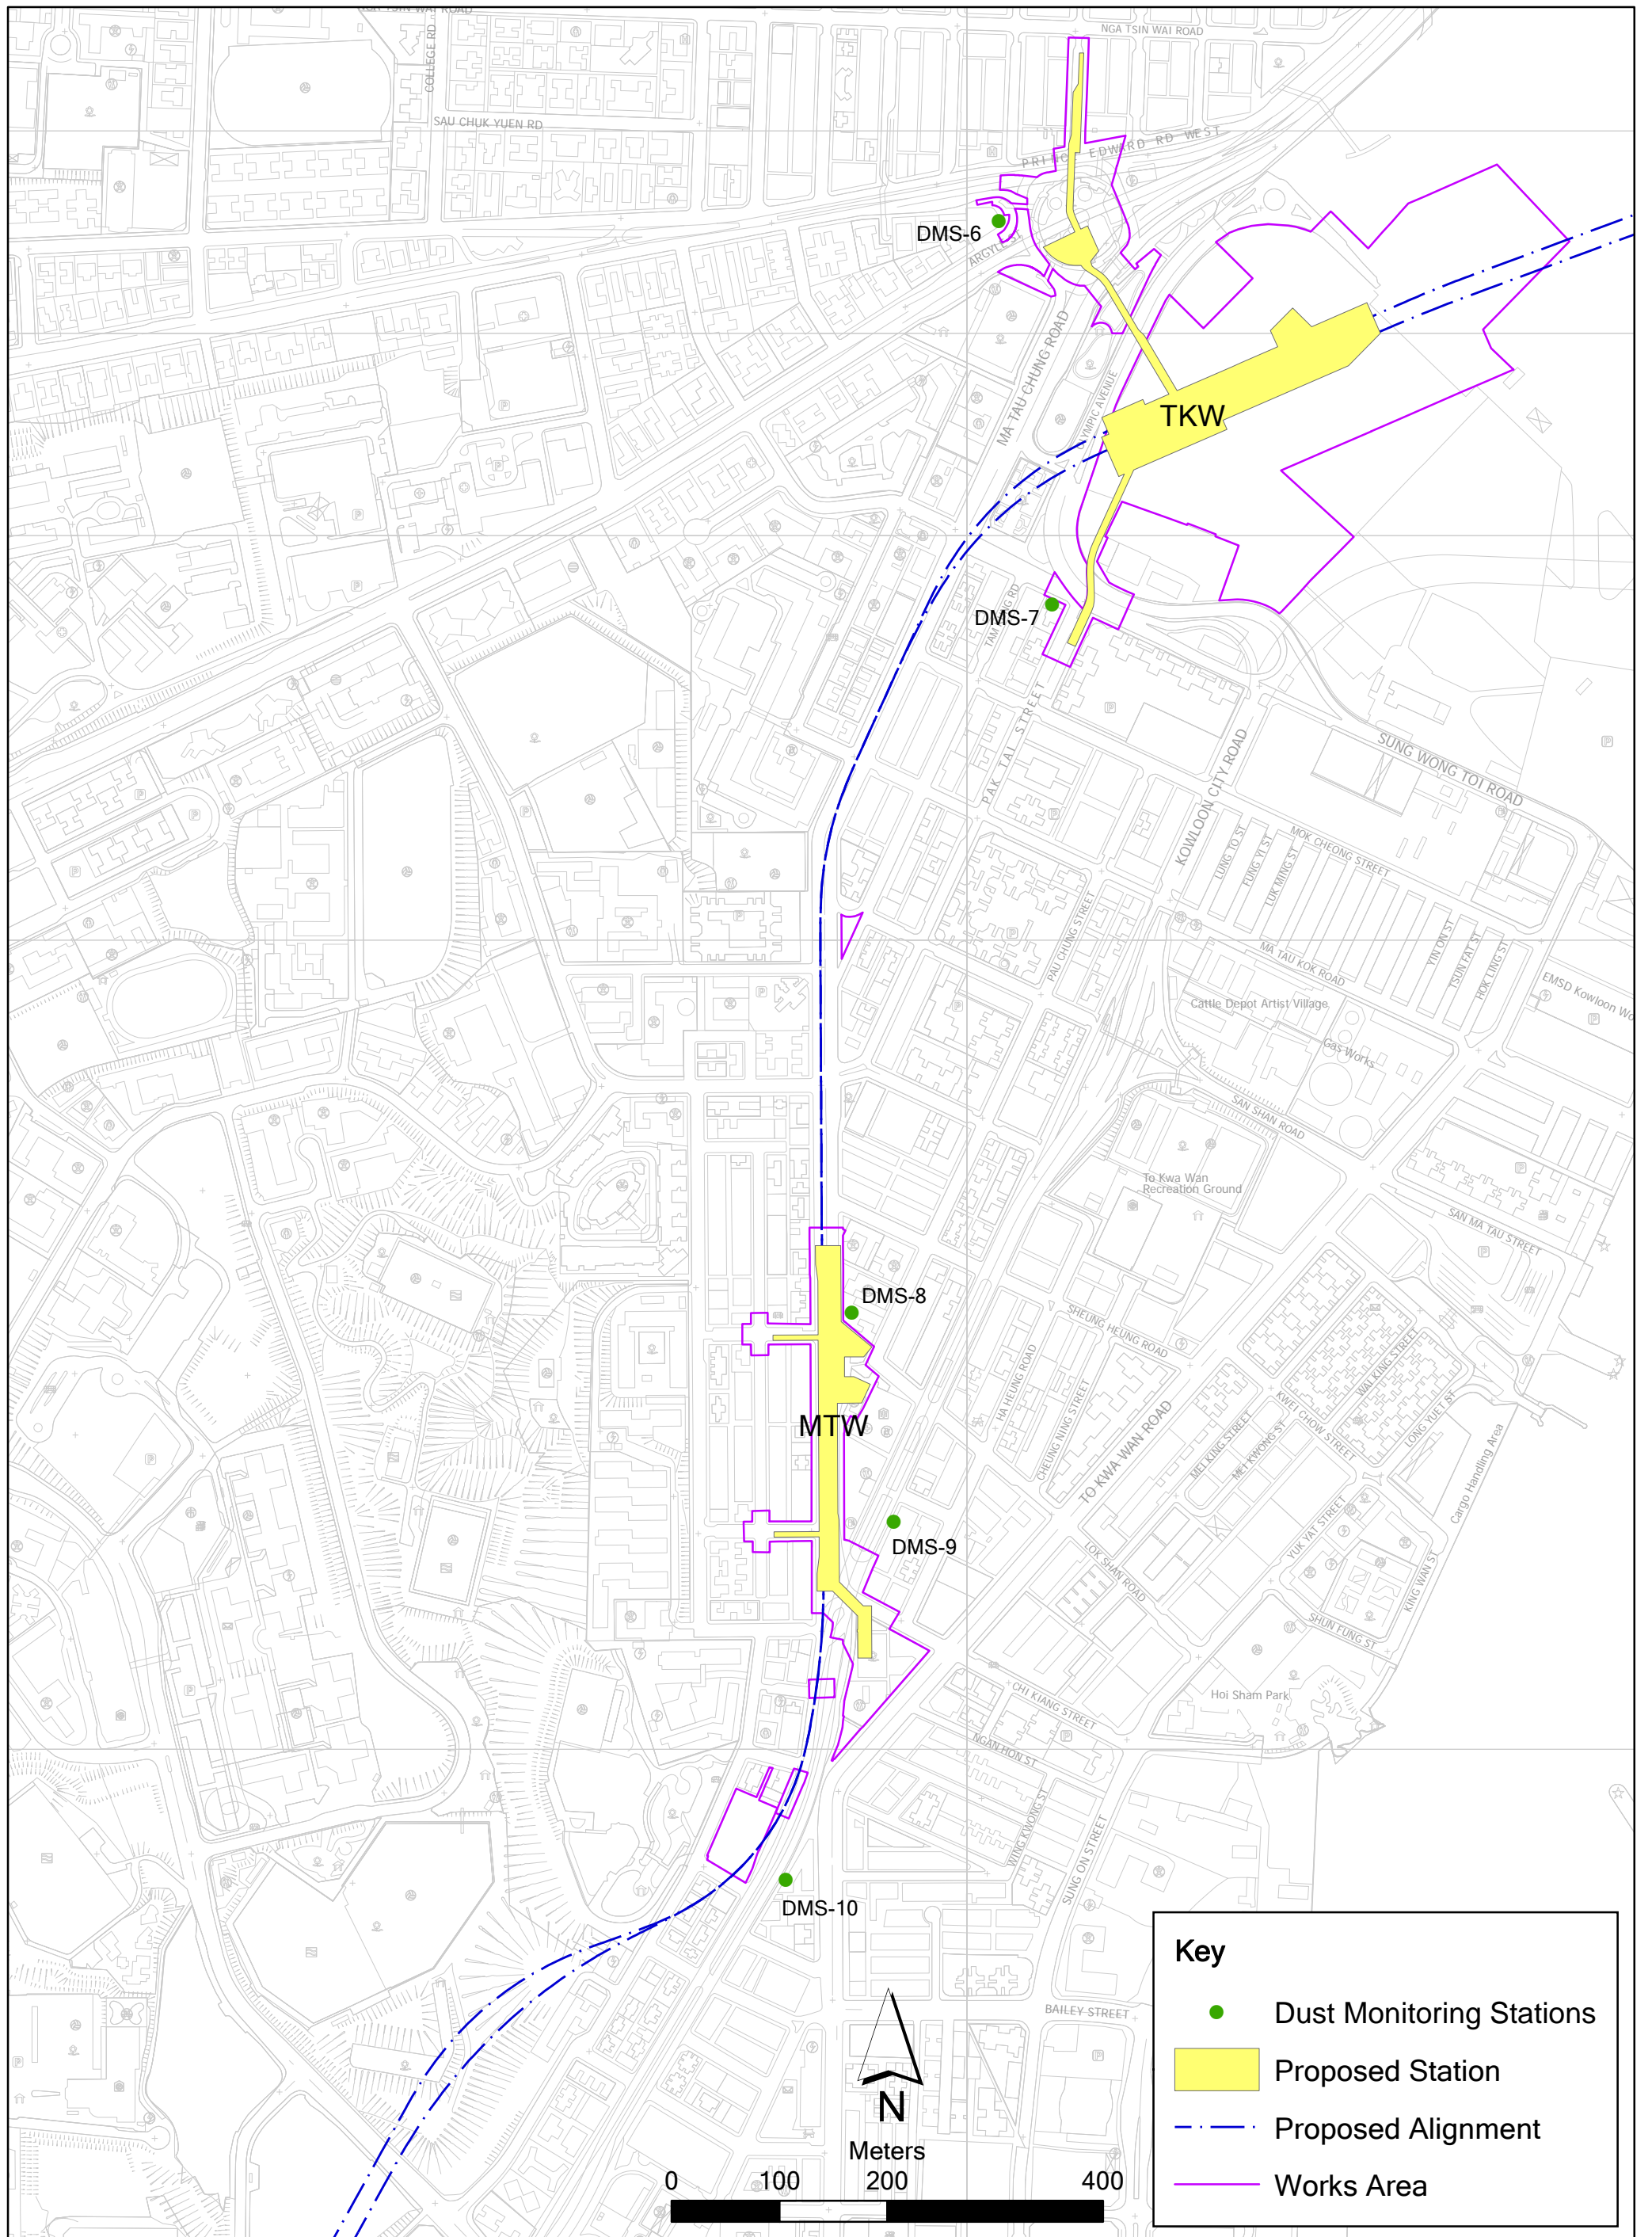 NGA TSIN WAI ROAD
NGA TSIN WAI ROAD
COLLEGE RD
SAU CHUK YUEN RD
PRINCE EDWARD RD WEST
DMS-6
ARGYLE ST
MA TAU CHUNG ROAD
OLYMPIC AVENUE
TKW
DMS-7
PAK TAI STREET
KOWLOON CITY ROAD
SUNG WONG TOI ROAD
LUNG TO ST
FUNG YI ST
LUK MING ST
MOK CHEONG STREET
PAU CHUNG STREET
MA TAU KOK ROAD
YIN ON ST
TSUN FAT ST
HOK LING ST
EMSD Kowloon Wo
Cattle Depot Artist Village
Gas Works
SAN SHAN ROAD
To Kwa Wan
Recreation Ground
SAN MA TAU STREET
DMS-8
SHEUNG HEUNG ROAD
HA HEUNG ROAD
CHEUNG NING STREET
TO KWA WAN ROAD
WAI KING STREET
KWEI CHOW STREET
LONG YUET ST
MEI KING STREET
MEI KWONG ST
Cargo Handling Area
MTW
DMS-9
LOK SHAN ROAD
YUK YAT STREET
KING WAN ST
SHUN FUNG ST
Hoi Sham Park
CHI KIANG STREET
NGAN HON ST
WING KWONG ST
SUNG ON STREET
DMS-10
BAILEY STREET
N
Meters
0 100 200 400
Key
Dust Monitoring Stations
Proposed Station
Proposed Alignment
Works Area